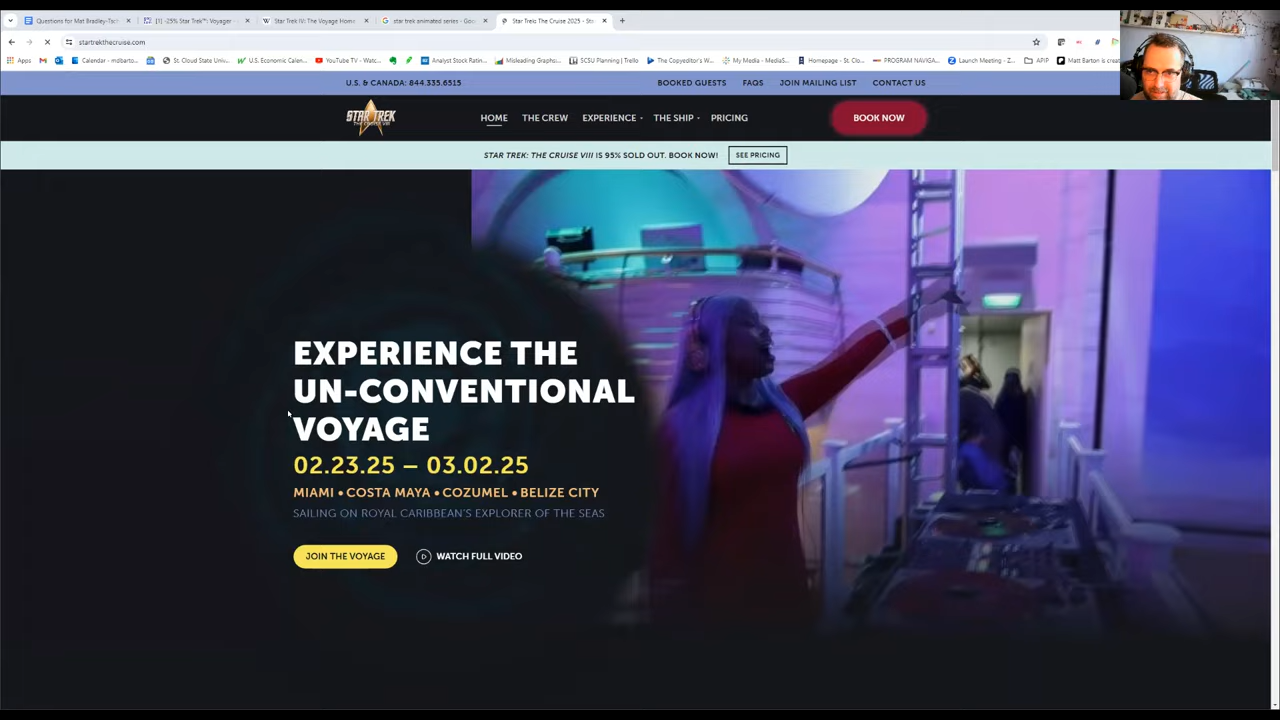 Questions for Mat Bradley-Tsch
[1] -25% Star Trek™: Voyager -
Star Trek IV: The Voyage Hom
star trek animated series - Goo
Star Trek: The Cruise 2025 - Sta
startrekthecruise.com
Apps
Calendar - mdbarto...
St. Cloud State Univ...
U.S. Economic Calen...
YouTube TV - Watc...
Analyst Stock Ratin...
Misleading Graphs...
SCSU Planning | Trello
The Copyeditor's W...
My Media - MediaS...
Homepage - St. Clo...
PROGRAM NAVIGA...
Launch Meeting - Z...
APIP
Matt Barton is creat
U.S. & CANADA: 844.335.6515
BOOKED GUESTS
FAQS
JOIN MAILING LIST
CONTACT US
STAR TREK
THE CRUISE VIII
HOME
THE CREW
EXPERIENCE
THE SHIP
PRICING
BOOK NOW
STAR TREK: THE CRUISE VIII IS 95% SOLD OUT. BOOK NOW!
SEE PRICING
EXPERIENCE THE
UN-CONVENTIONAL
VOYAGE
02.23.25 – 03.02.25
MIAMI • COSTA MAYA • COZUMEL • BELIZE CITY
SAILING ON ROYAL CARIBBEAN'S EXPLORER OF THE SEAS
JOIN THE VOYAGE
WATCH FULL VIDEO